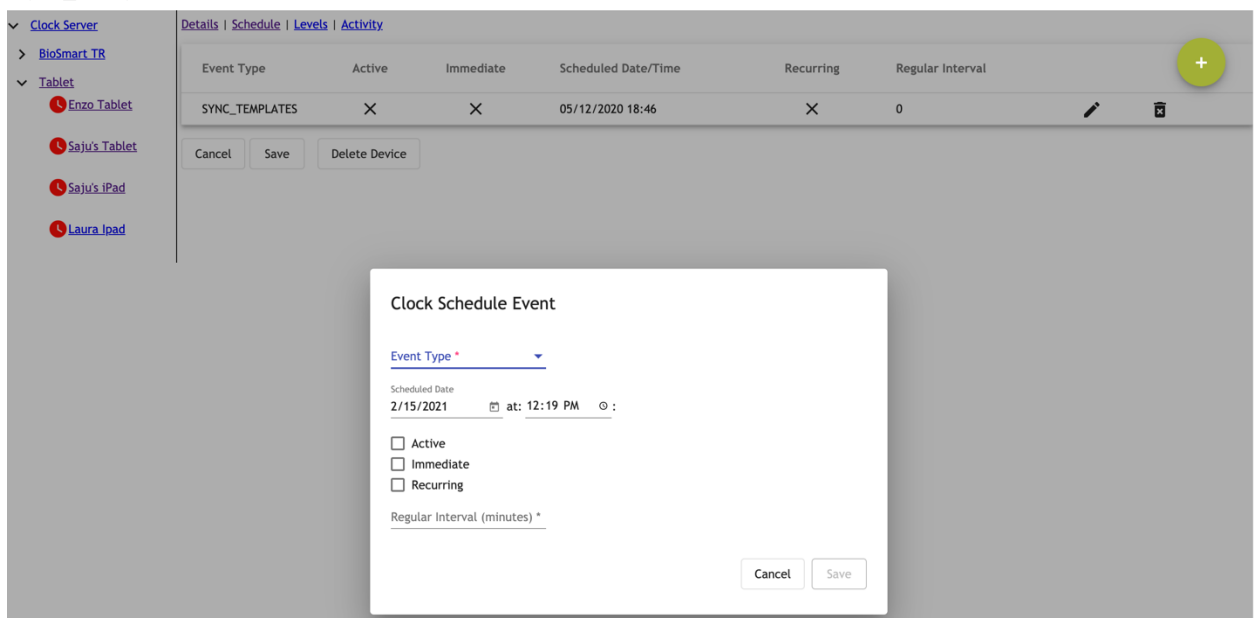 Clock Server
Details | Schedule | Levels | Activity
BioSmart TR
Tablet
Enzo Tablet
Saju's Tablet
Saju's iPad
Laura Ipad
Event Type Active Immediate Scheduled Date/Time Recurring Regular Interval
+
SYNC_TEMPLATES 05/12/2020 18:46 0
Cancel Save Delete Device
Clock Schedule Event
Event Type *
Scheduled Date
2/15/2021 at: 12:19 PM :
Active
Immediate
Recurring
Regular Interval (minutes) *
Cancel Save